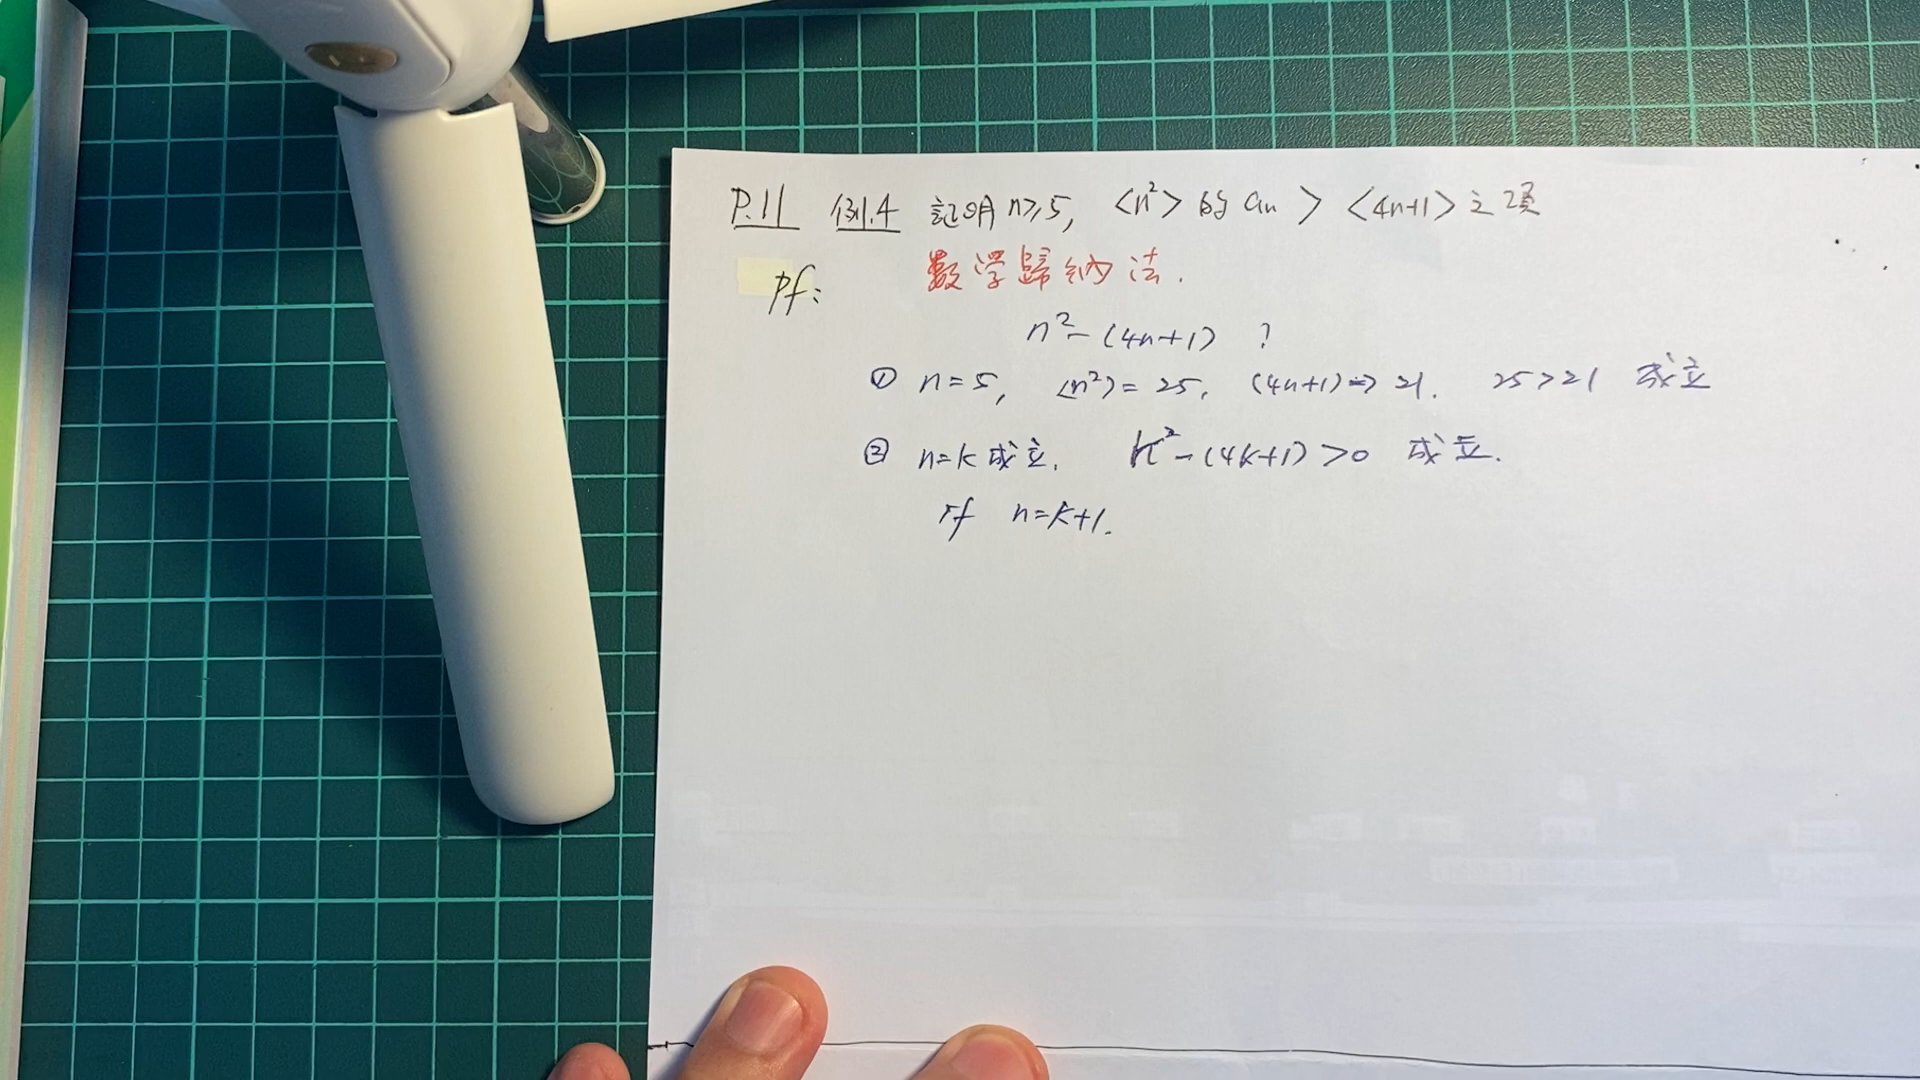 P.11 例.4 証明 n≥5, <n²> 的 an > <4n+1> 之項
pf: 數学歸納法.
n² - (4n+1) ?
① n=5, <n²>= 25, (4n+1)=> 21. 25>21 成立
② n=k 成立. k² - (4k+1) >0 成立.
if n=k+1.